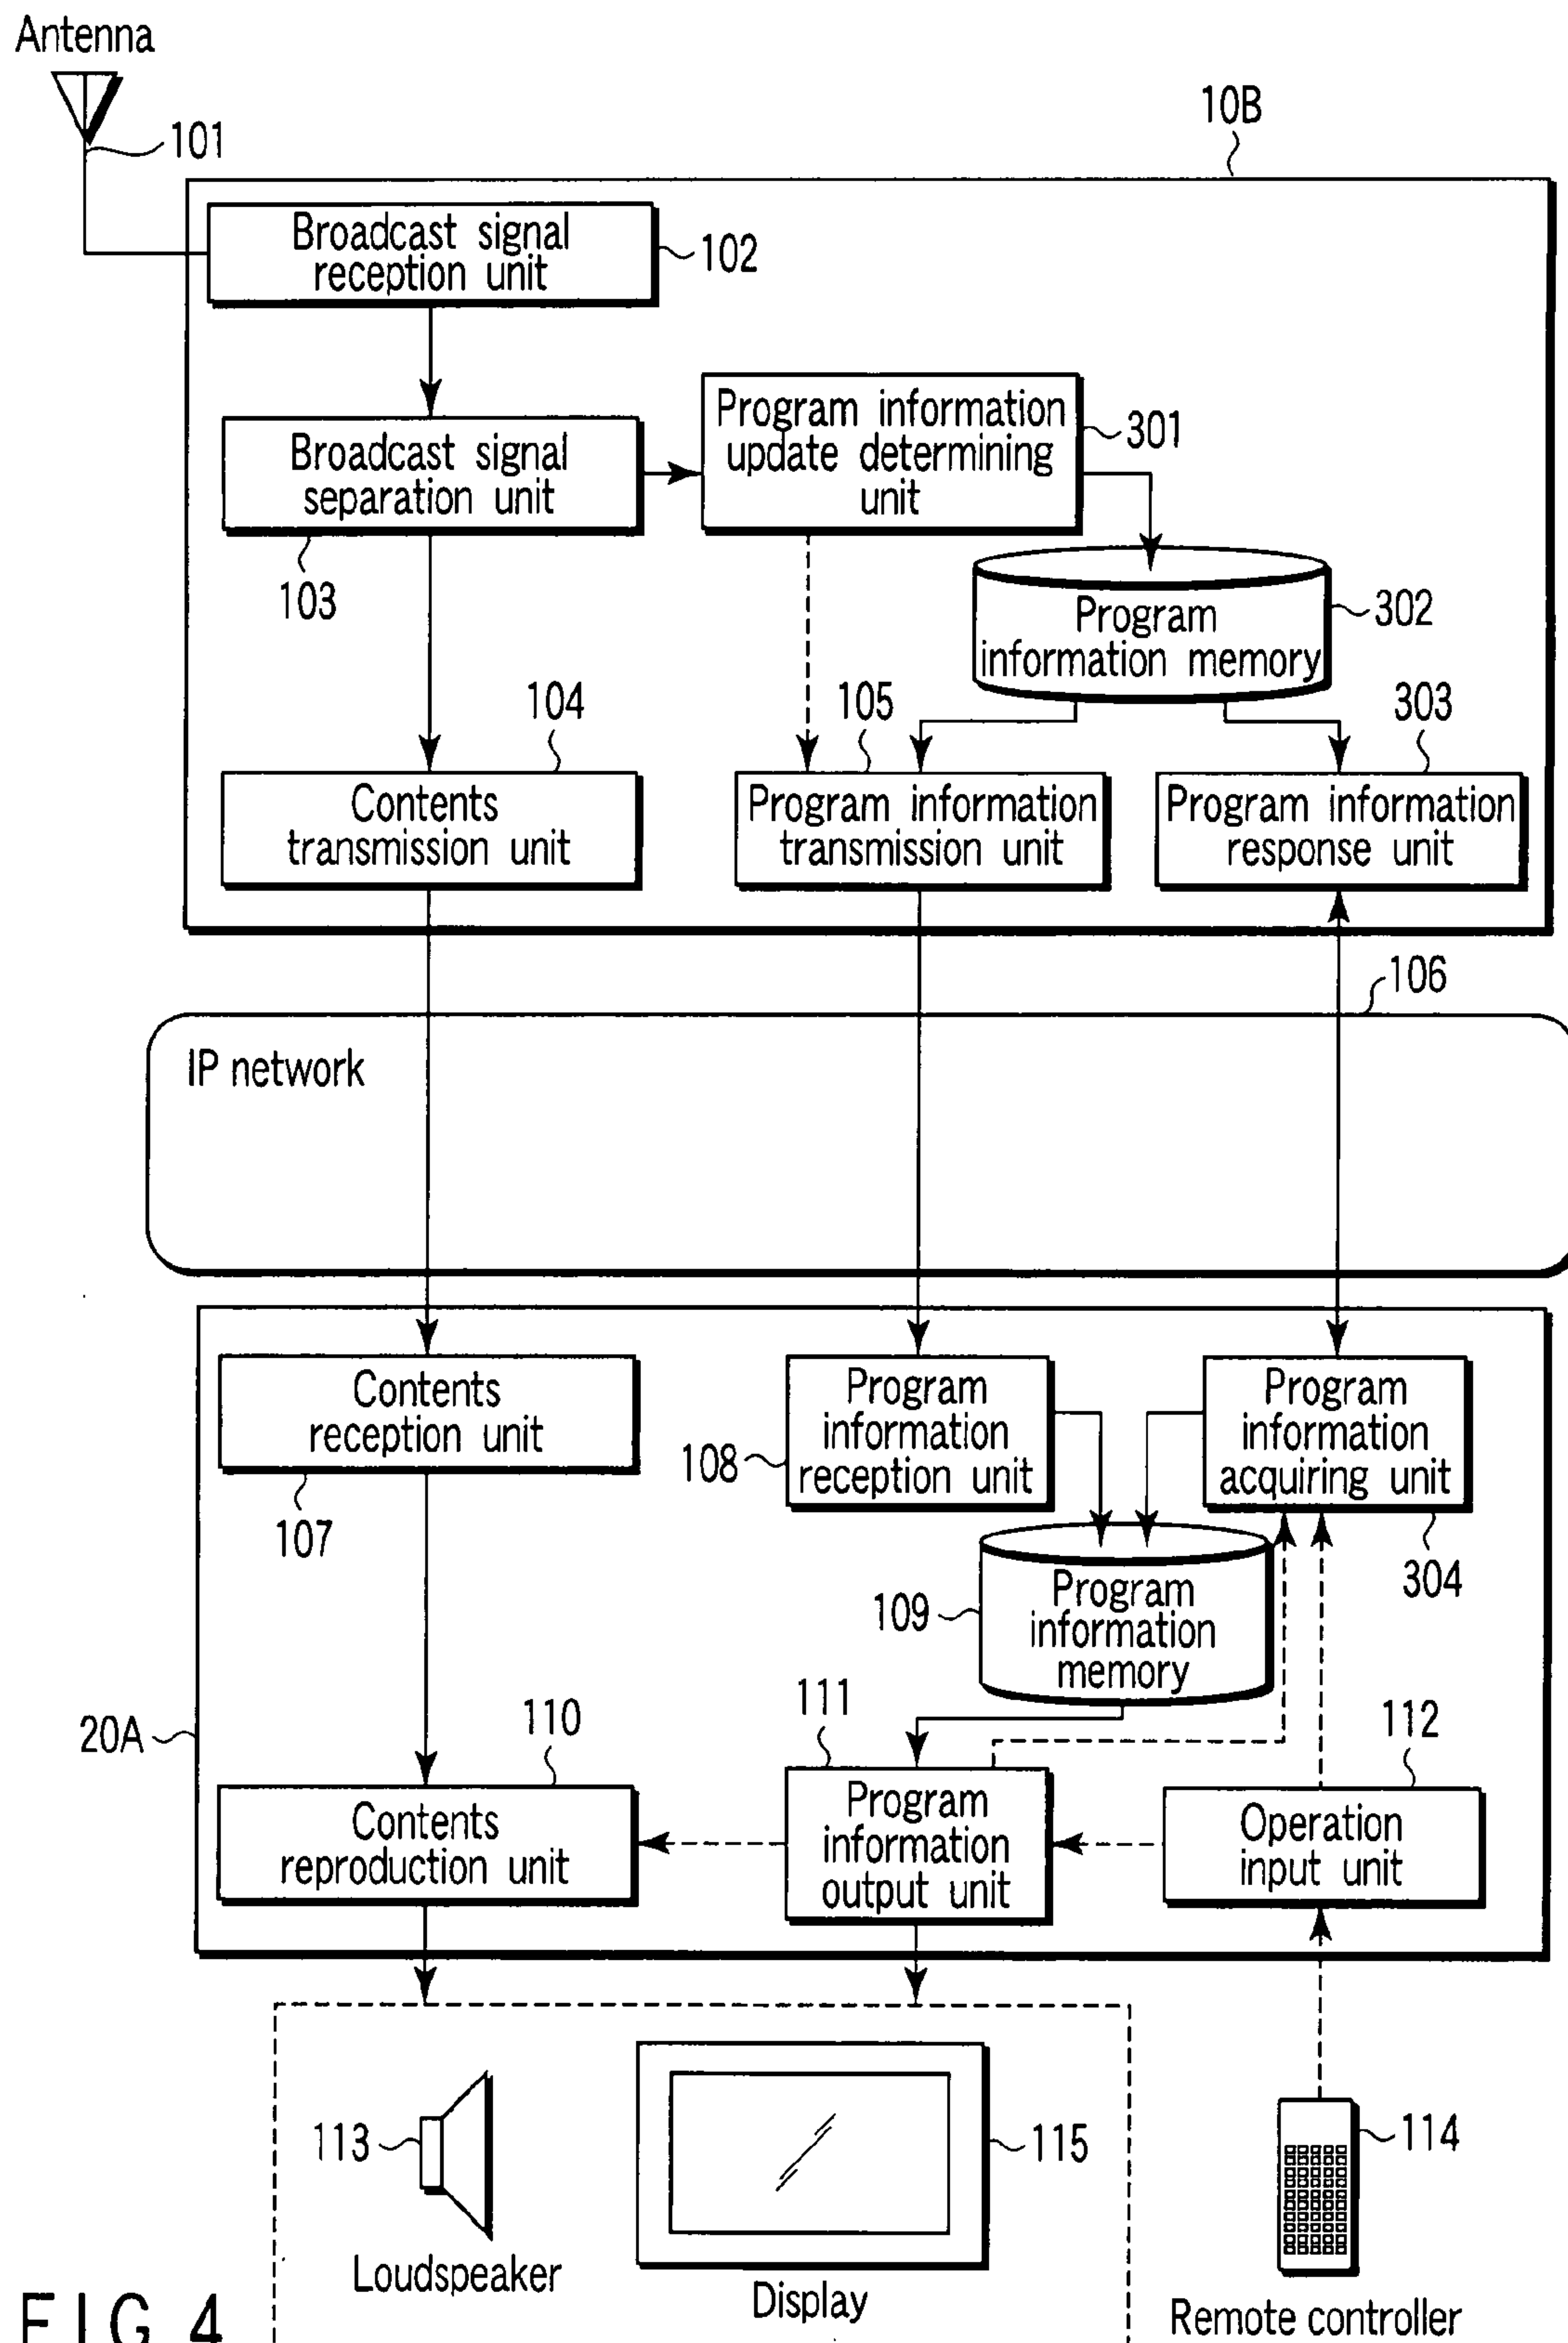 Antenna
101
10B
Broadcast signal
reception unit
102
Program information
update determining
unit
301
Broadcast signal
separation unit
103
Program
information memory
302
104
105
303
Contents
transmission unit
Program information
transmission unit
Program information
response unit
106
IP network
Contents
reception unit
107
Program
information
reception unit
108
Program
information
acquiring unit
304
Program
information
memory
109
20A
110
111
112
Contents
reproduction unit
Program
information
output unit
Operation
input unit
113
115
114
Loudspeaker
Display
Remote controller
FIG. 4